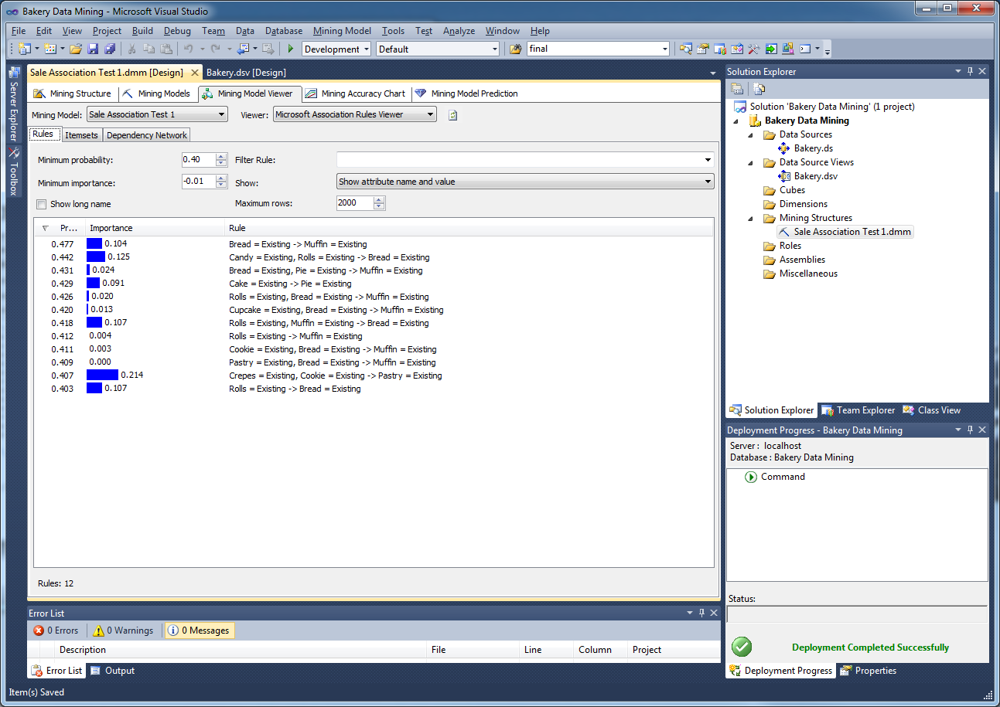 Bakery Data Mining - Microsoft Visual Studio
File Edit View Project Build Debug Team Data Database Mining Model Tools Test Analyze Window Help
Development Default final
Server Explorer
Toolbox
Sale Association Test 1.dmm [Design] Bakery.dsv [Design]
Mining Structure Mining Models Mining Model Viewer Mining Accuracy Chart Mining Model Prediction
Mining Model: Sale Association Test 1 Viewer: Microsoft Association Rules Viewer
Rules Itemsets Dependency Network
Minimum probability: 0.40 Filter Rule:
Minimum importance: -0.01 Show: Show attribute name and value
Show long name Maximum rows: 2000
Pr... Importance Rule
0.477 0.104 Bread = Existing -> Muffin = Existing
0.442 0.125 Candy = Existing, Rolls = Existing -> Bread = Existing
0.431 0.024 Bread = Existing, Pie = Existing -> Muffin = Existing
0.429 0.091 Cake = Existing -> Pie = Existing
0.426 0.020 Rolls = Existing, Bread = Existing -> Muffin = Existing
0.420 0.013 Cupcake = Existing, Bread = Existing -> Muffin = Existing
0.418 0.107 Rolls = Existing, Muffin = Existing -> Bread = Existing
0.412 0.004 Rolls = Existing -> Muffin = Existing
0.411 0.003 Cookie = Existing, Bread = Existing -> Muffin = Existing
0.409 0.000 Pastry = Existing, Bread = Existing -> Muffin = Existing
0.407 0.214 Crepes = Existing, Cookie = Existing -> Pastry = Existing
0.403 0.107 Rolls = Existing -> Bread = Existing
Rules: 12
Error List
0 Errors 0 Warnings 0 Messages
Description File Line Column Project
Error List Output
Item(s) Saved
Solution Explorer
Solution 'Bakery Data Mining' (1 project)
Bakery Data Mining
Data Sources
Bakery.ds
Data Source Views
Bakery.dsv
Cubes
Dimensions
Mining Structures
Sale Association Test 1.dmm
Roles
Assemblies
Miscellaneous
Solution Explorer Team Explorer Class View
Deployment Progress - Bakery Data Mining
Server : localhost
Database : Bakery Data Mining
Command
Status:
Deployment Completed Successfully
Deployment Progress Properties